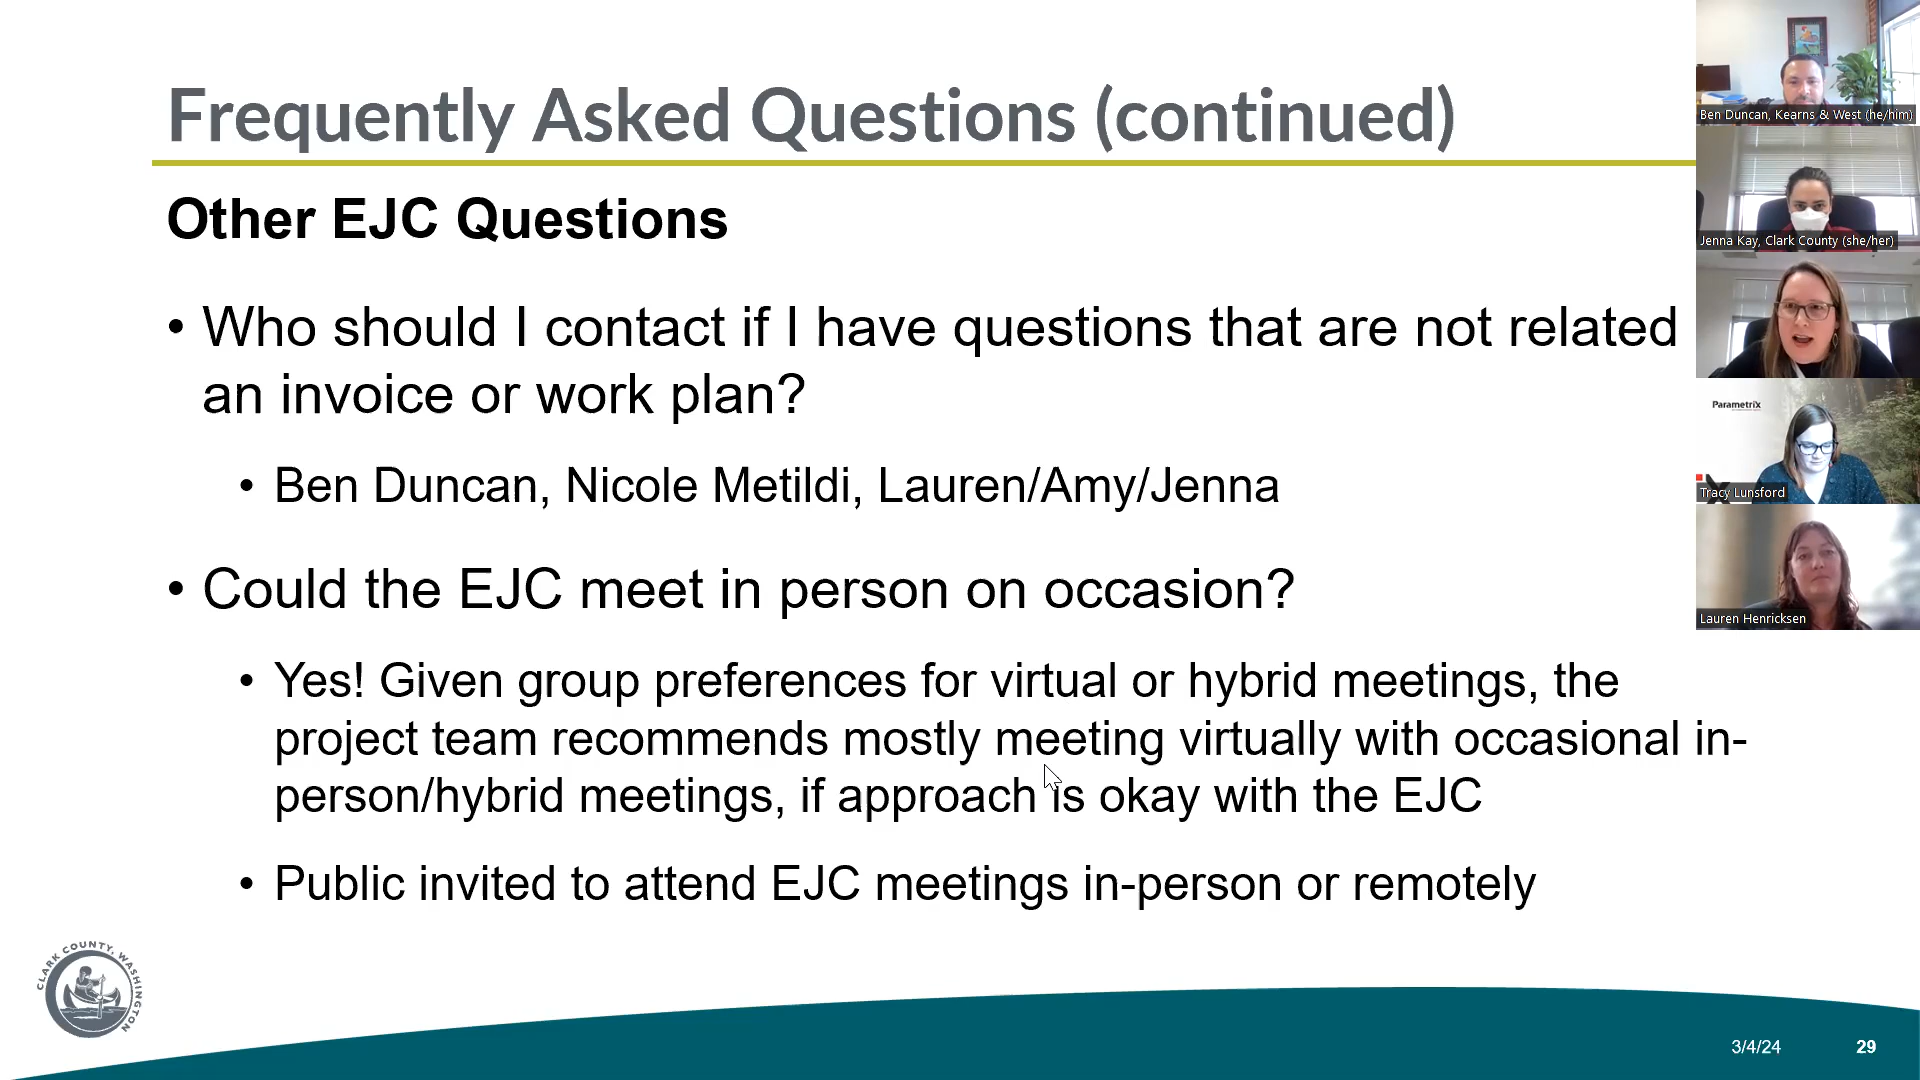 Frequently Asked Questions (continued)
Other EJC Questions
• Who should I contact if I have questions that are not related
an invoice or work plan?
• Ben Duncan, Nicole Metildi, Lauren/Amy/Jenna
• Could the EJC meet in person on occasion?
• Yes! Given group preferences for virtual or hybrid meetings, the
project team recommends mostly meeting virtually with occasional in-
person/hybrid meetings, if approach is okay with the EJC
• Public invited to attend EJC meetings in-person or remotely
CLARK COUNTY, WASHINGTON
3/4/24
29
Ben Duncan, Kearns & West (he/him)
Jenna Kay, Clark County (she/her)
Parametrix
Tracy Lunsford
Lauren Henricksen